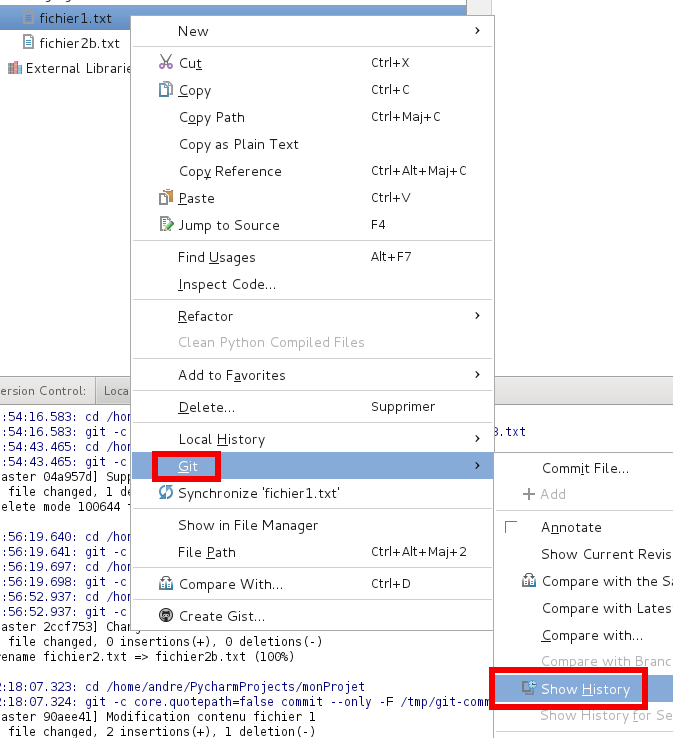 fichier1.txt
fichier2b.txt
External Librarie
New
Cut Ctrl+X
Copy Ctrl+C
Copy Path Ctrl+Maj+C
Copy as Plain Text
Copy Reference Ctrl+Alt+Maj+C
Paste Ctrl+V
Jump to Source F4
Find Usages Alt+F7
Inspect Code...
Refactor
Clean Python Compiled Files
Add to Favorites
Delete... Supprimer
Local History
Git
Synchronize 'fichier1.txt'
Show in File Manager
File Path Ctrl+Alt+Maj+2
Compare With... Ctrl+D
Create Gist...
Commit File...
Add
Annotate
Show Current Revis
Compare with the Sa
Compare with Latest
Compare with...
Compare with Branc
Show History
Show History for Se
ersion Control: Loca
:54:16.583: cd /hon
:54:16.583: git -c .txt
:54:43.465: cd /hon
:54:43.465: git -c
aster 04a957d] Supp
file changed, 1 de
elete mode 100644
:56:19.640: cd /hon
:56:19.641: git -c
:56:19.697: cd /hon
:56:19.698: git -c
:56:52.937: cd /hon
:56:52.937: git -c
aster 2ccf753] Chan
file changed, 0 insertions(+), 0 deletions(-)
ename fichier2.txt => fichier2b.txt (100%)
2:18:07.323: cd /home/andre/PycharmProjects/monProjet
2:18:07.324: git -c core.quotepath=false commit --only -F /tmp/git-comm
aster 90aee41] Modification contenu fichier 1
file changed, 2 insertions(+), 1 deletion(-)